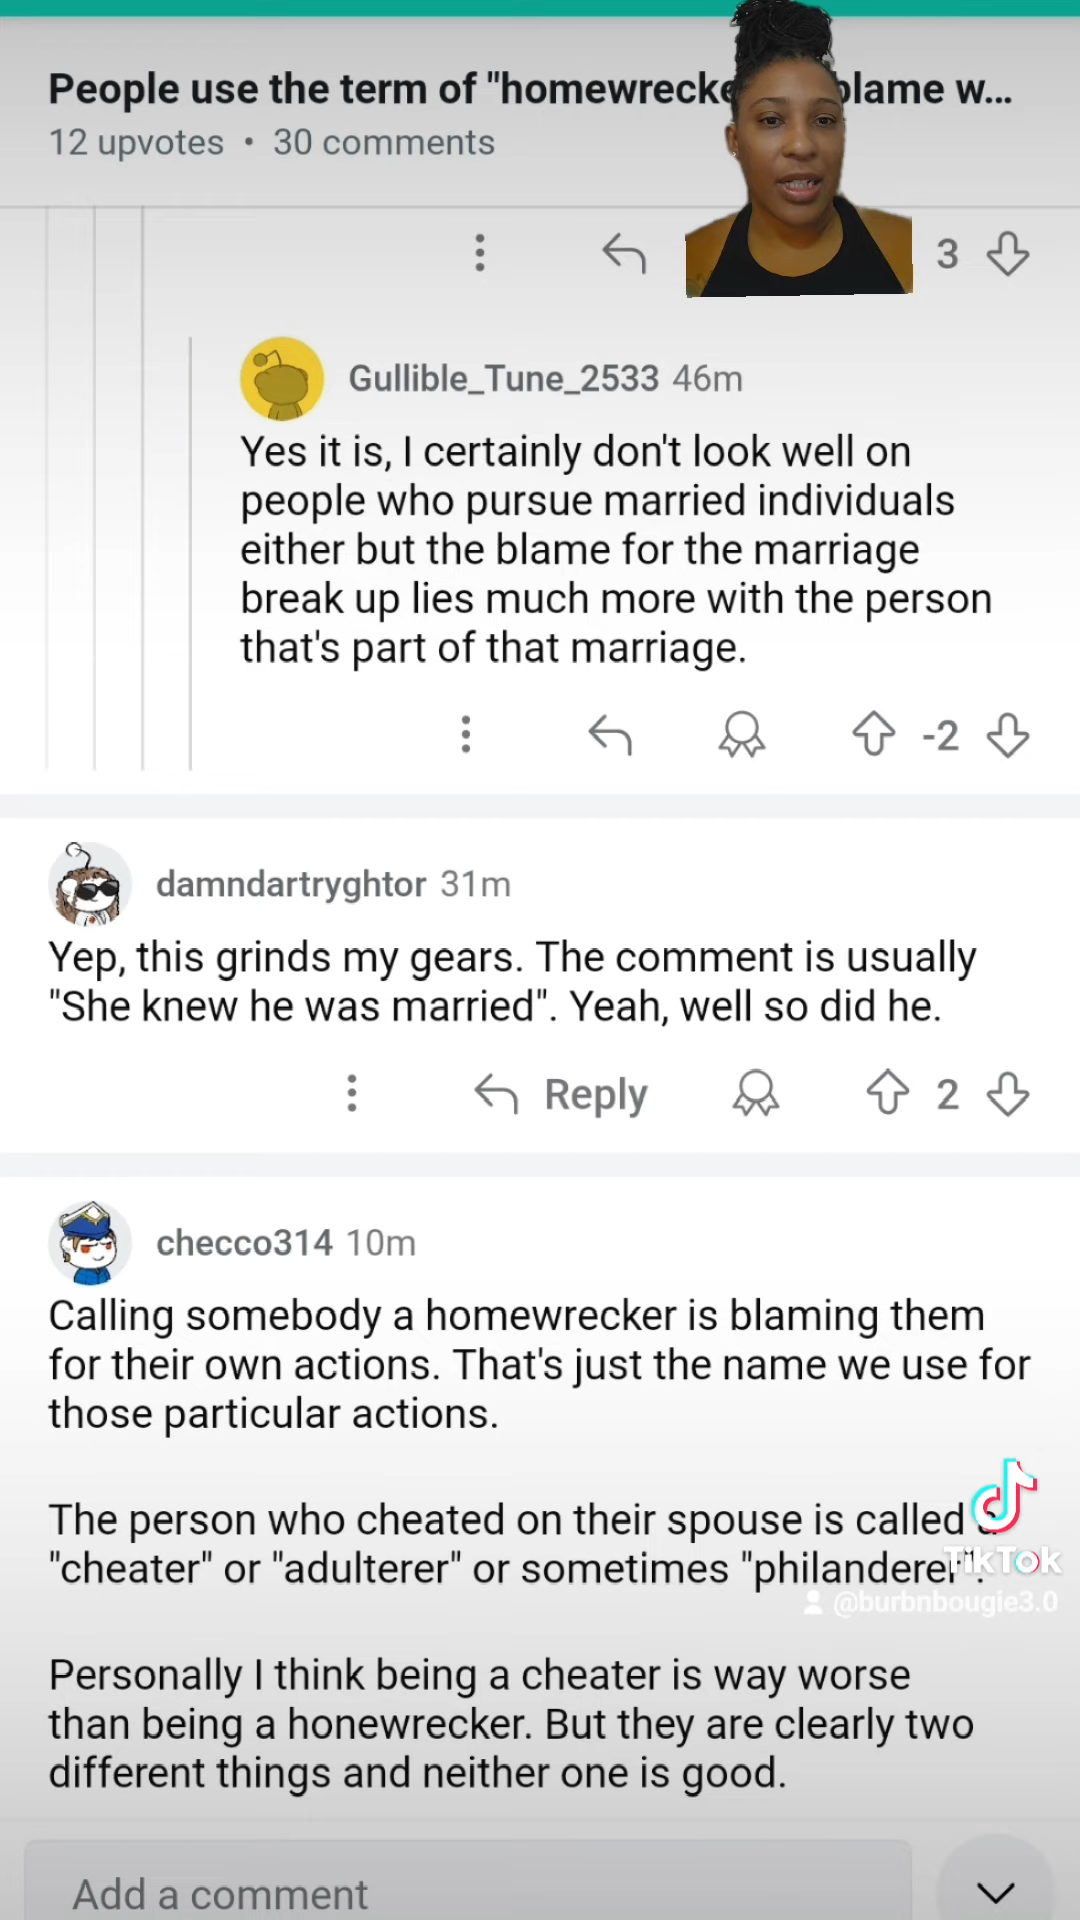 People use the term of "homewrecke blame w...
12 upvotes • 30 comments
3
Gullible_Tune_2533 46m
Yes it is, I certainly don't look well on
people who pursue married individuals
either but the blame for the marriage
break up lies much more with the person
that's part of that marriage.
-2
damndartryghtor 31m
Yep, this grinds my gears. The comment is usually
"She knew he was married". Yeah, well so did he.
Reply
2
checco314 10m
Calling somebody a homewrecker is blaming them
for their own actions. That's just the name we use for
those particular actions.
The person who cheated on their spouse is called a
"cheater" or "adulterer" or sometimes "philanderer".
TikTok
@burbnbougie3.0
Personally I think being a cheater is way worse
than being a honewrecker. But they are clearly two
different things and neither one is good.
Add a comment